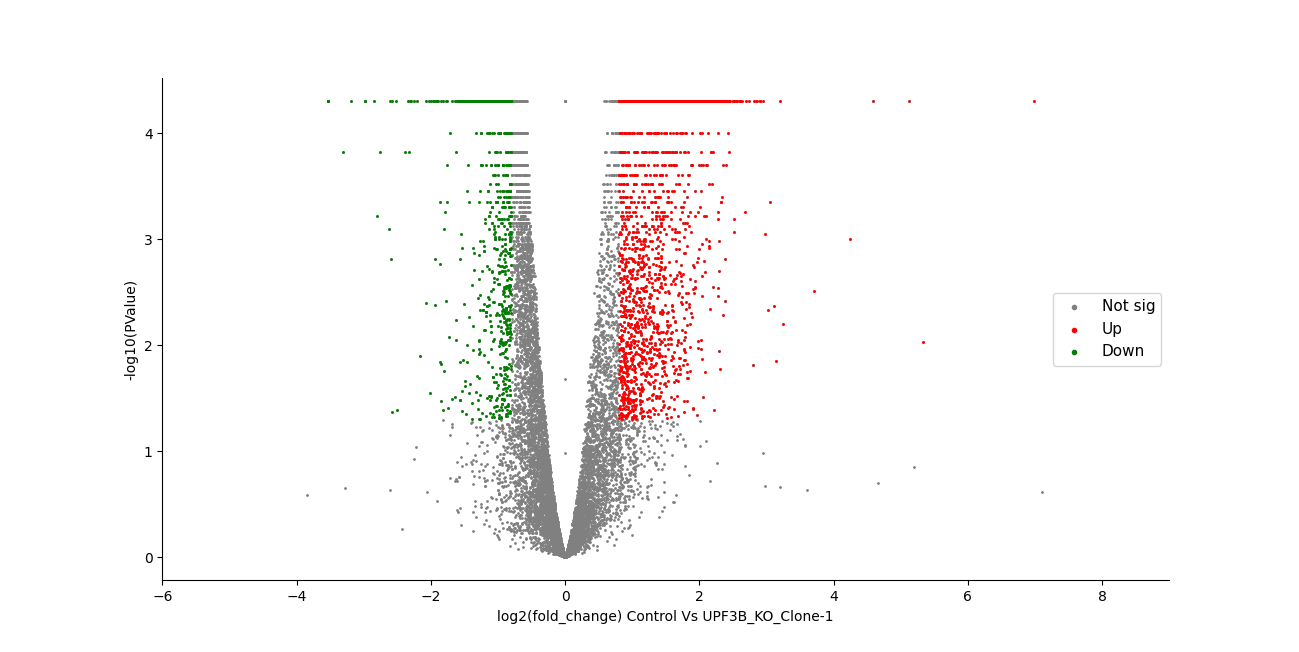 -log10(PValue)
4
3
2
1
0
−6
−4
−2
0
2
4
6
8
log2(fold_change) Control Vs UPF3B_KO_Clone-1
Not sig
Up
Down